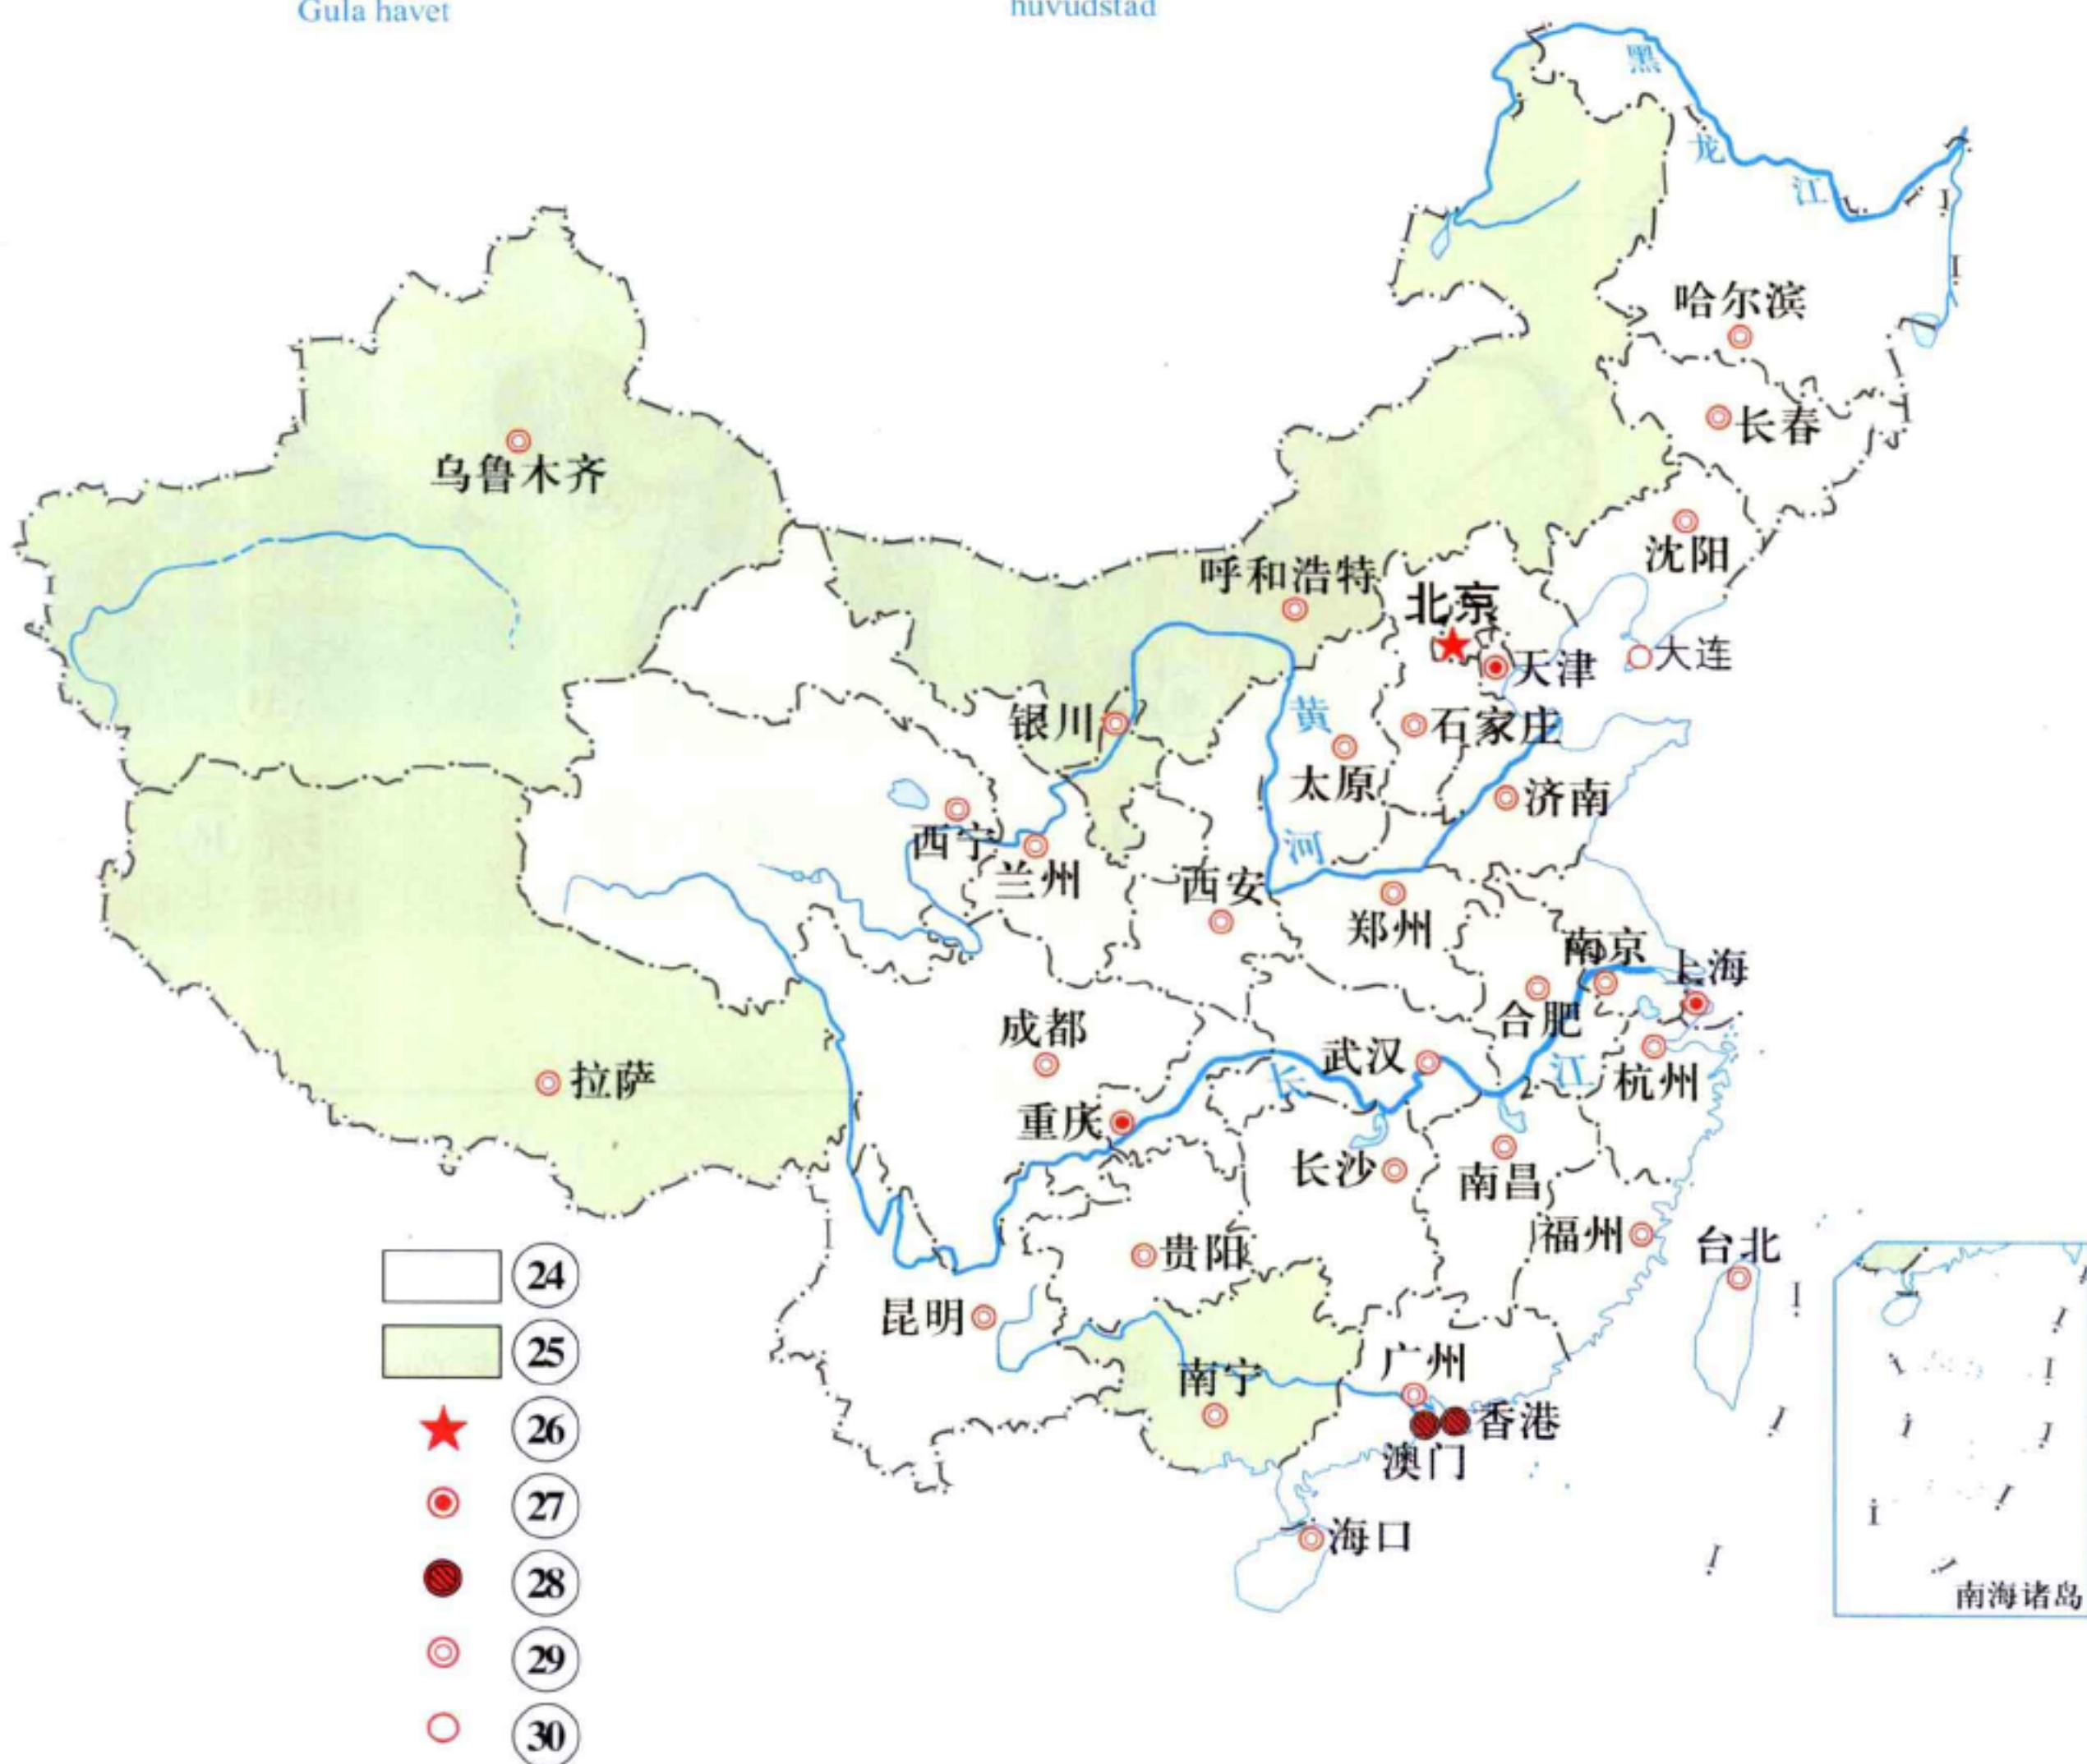 Gula havet
huvudstad
黑
龙
江
哈尔滨
长春
乌鲁木齐
沈阳
呼和浩特
北京
天津
大连
银川
黄
石家庄
太原
济南
河
西宁
兰州
西安
郑州
南京
上海
合肥
成都
武汉
长
江
杭州
拉萨
重庆
长沙
南昌
福州
台北
贵阳
昆明
广州
南宁
香港
澳门
海口
南海诸岛
24
25
26
27
28
29
30